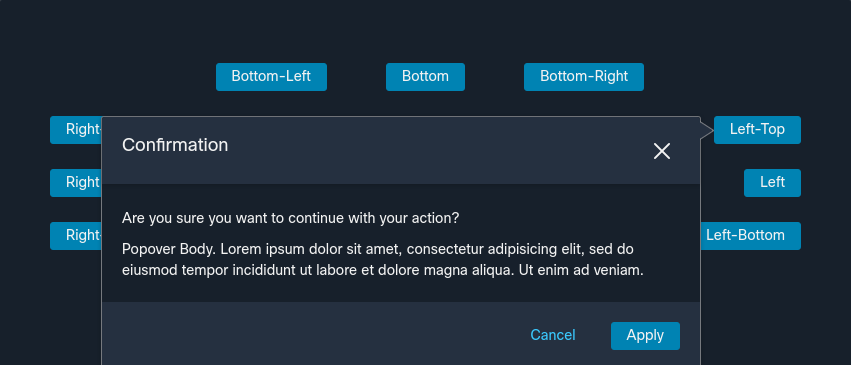 Bottom-Left Bottom Bottom-Right
Right- Left-Top
Confirmation
Right Left
Are you sure you want to continue with your action?
Right- Left-Bottom
Popover Body. Lorem ipsum dolor sit amet, consectetur adipisicing elit, sed do
eiusmod tempor incididunt ut labore et dolore magna aliqua. Ut enim ad veniam.
Cancel Apply